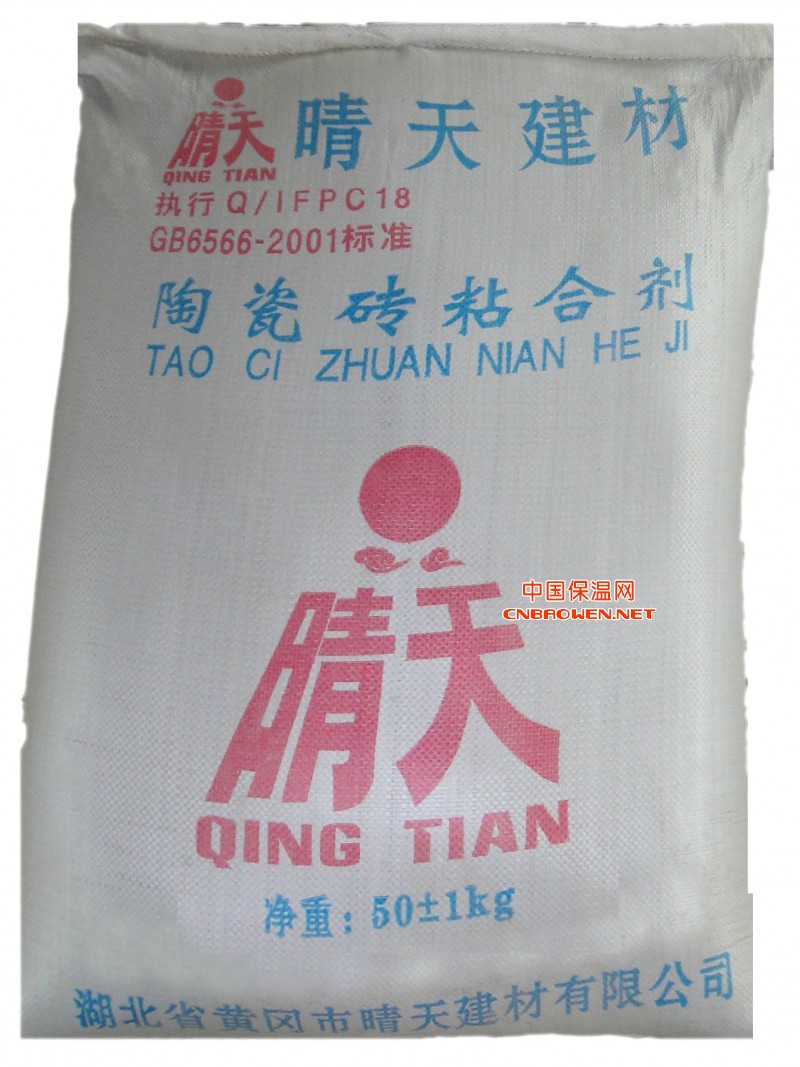 晴天 晴天建材
QING TIAN
执行Q/IFPC18
GB6566-2001标准
陶瓷砖粘合剂
TAO CI ZHUAN NIAN HE JI
中国保温网
CNBAOWEN.NET
晴天
QING TIAN
净重：50±1kg
湖北省黄冈市晴天建材有限公司